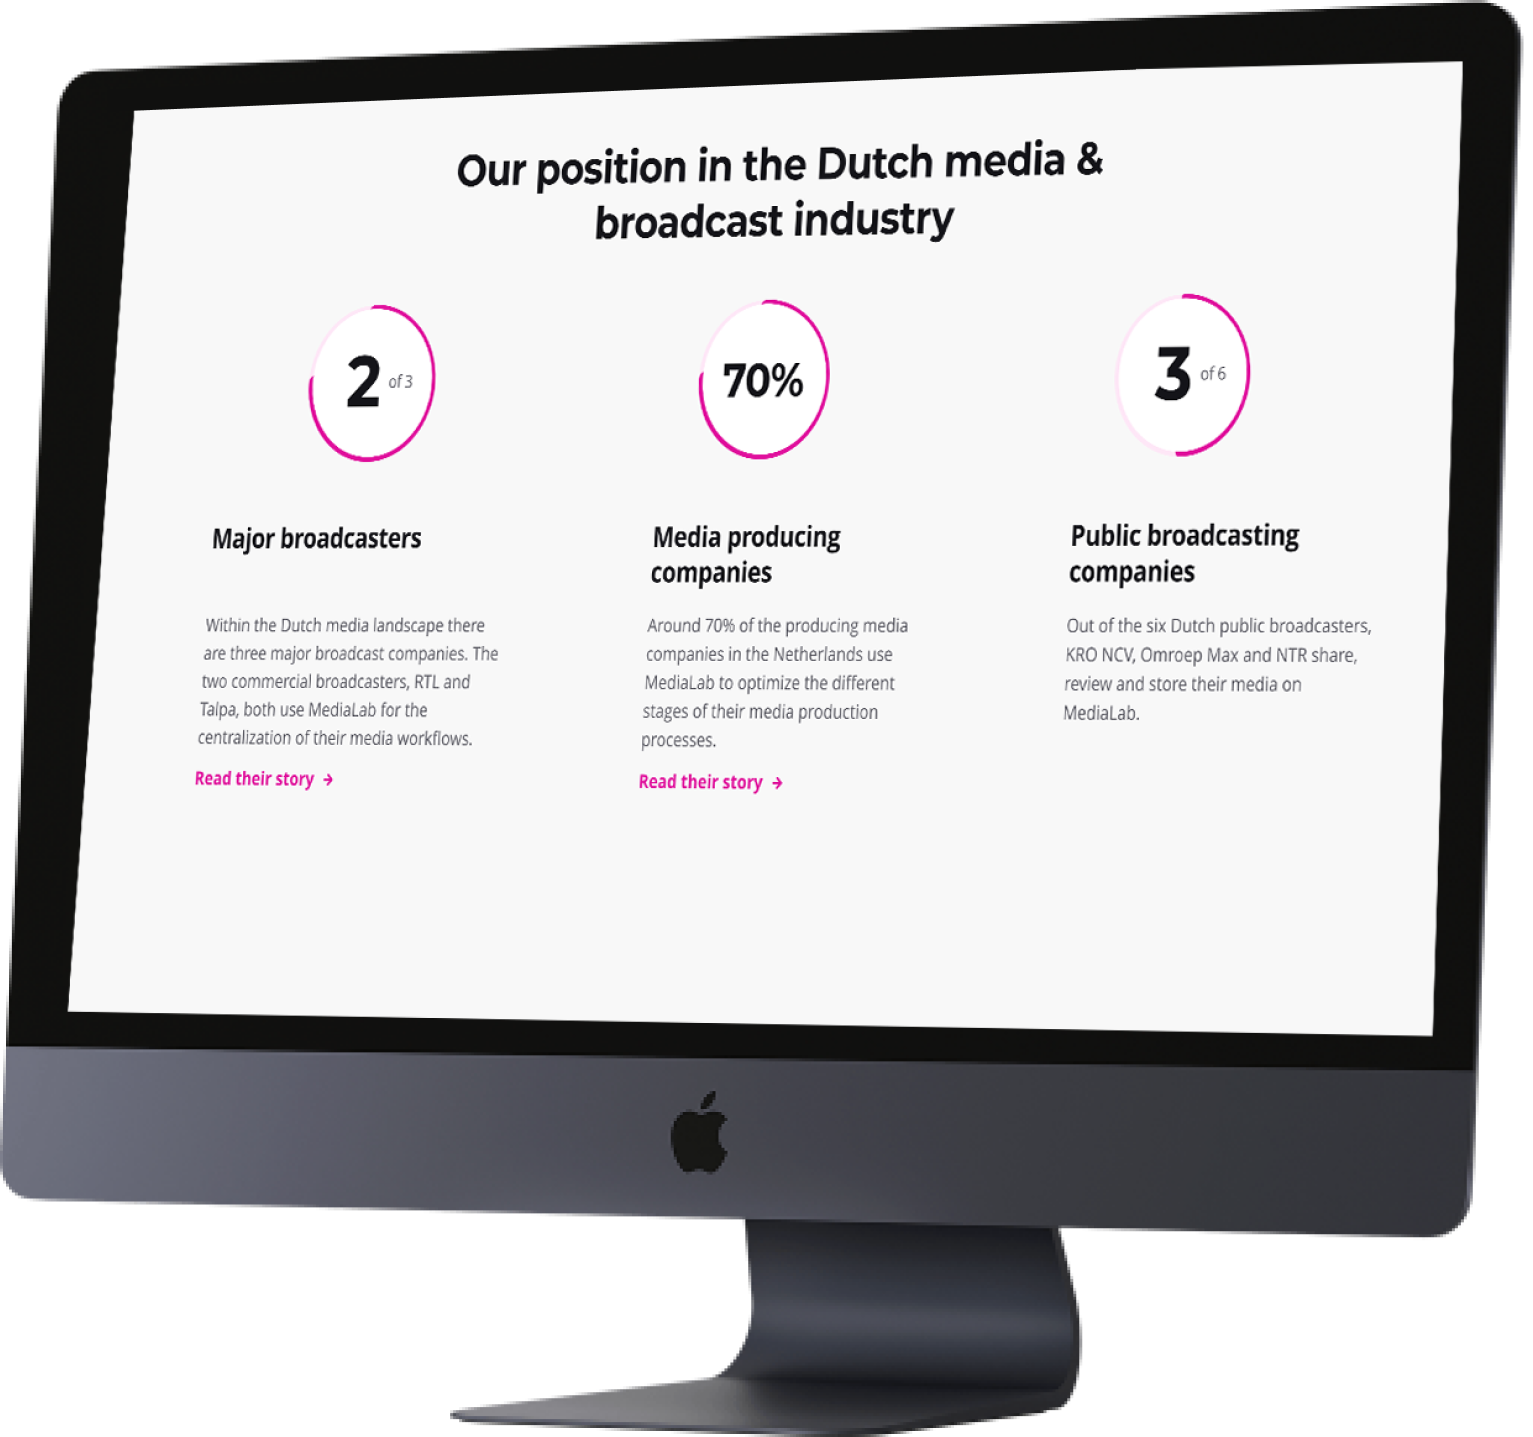 Our position in the Dutch media &
broadcast industry
2 of 3
70%
3 of 6
Major broadcasters
Within the Dutch media landscape there
are three major broadcast companies. The
two commercial broadcasters, RTL and
Talpa, both use MediaLab for the
centralization of their media workflows.
Read their story →
Media producing
companies
Around 70% of the producing media
companies in the Netherlands use
MediaLab to optimize the different
stages of their media production
processes.
Read their story →
Public broadcasting
companies
Out of the six Dutch public broadcasters,
KRO NCV, Omroep Max and NTR share,
review and store their media on
MediaLab.